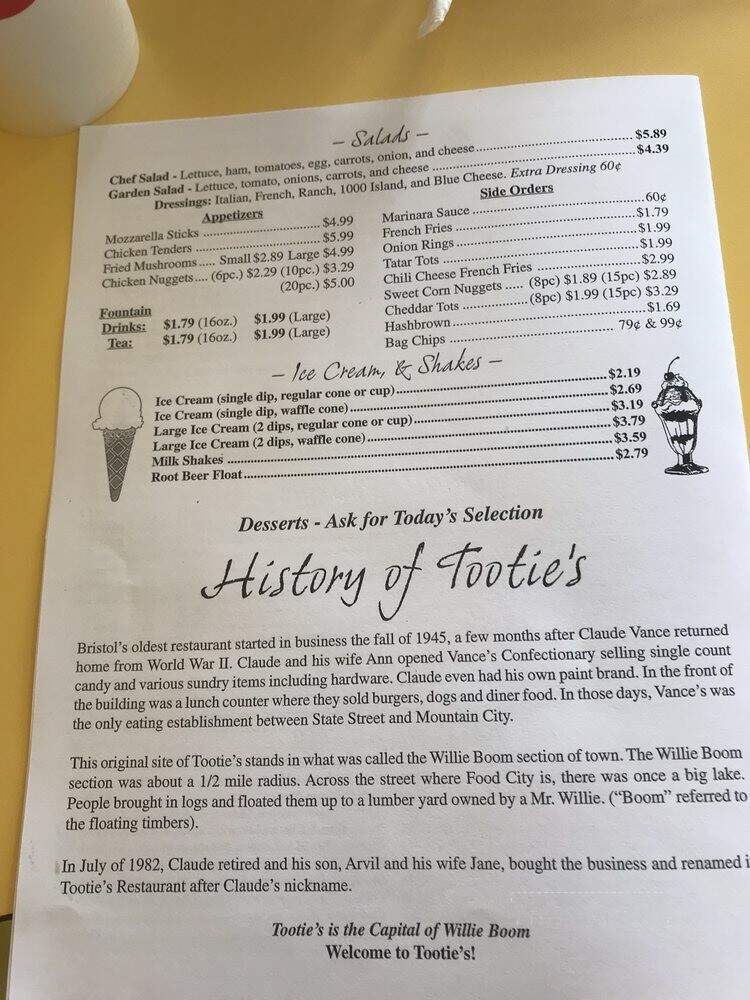 – Salads –
Chef Salad - Lettuce, ham, tomatoes, egg, carrots, onion, and cheese.......... $5.89
Garden Salad - Lettuce, tomato, onions, carrots, and cheese .......... $4.39
Dressings: Italian, French, Ranch, 1000 Island, and Blue Cheese. Extra Dressing 60¢
Appetizers
Mozzarella Sticks .......... $4.99
Chicken Tenders .......... $5.99
Fried Mushrooms..... Small $2.89 Large $4.99
Chicken Nuggets.... (6pc.) $2.29 (10pc.) $3.29
(20pc.) $5.00
Fountain
Drinks: $1.79 (16oz.) $1.99 (Large)
Tea: $1.79 (16oz.) $1.99 (Large)
Side Orders
Marinara Sauce .......... 60¢
French Fries .......... $1.79
Onion Rings .......... $1.99
Tatar Tots .......... $1.99
Chili Cheese French Fries .......... $2.99
Sweet Corn Nuggets ..... (8pc) $1.89 (15pc) $2.89
Cheddar Tots .......... (8pc) $1.99 (15pc) $3.29
Hashbrown .......... $1.69
Bag Chips .......... 79¢ & 99¢
– Ice Cream, & Shakes –
Ice Cream (single dip, regular cone or cup).......... $2.19
Ice Cream (single dip, waffle cone).......... $2.69
Large Ice Cream (2 dips, regular cone or cup).......... $3.19
Large Ice Cream (2 dips, waffle cone).......... $3.79
Milk Shakes .......... $3.59
Root Beer Float.......... $2.79
Desserts - Ask for Today's Selection
History of Tootie's
Bristol's oldest restaurant started in business the fall of 1945, a few months after Claude Vance returned
home from World War II. Claude and his wife Ann opened Vance's Confectionary selling single count
candy and various sundry items including hardware. Claude even had his own paint brand. In the front of
the building was a lunch counter where they sold burgers, dogs and diner food. In those days, Vance's was
the only eating establishment between State Street and Mountain City.
This original site of Tootie's stands in what was called the Willie Boom section of town. The Willie Boom
section was about a 1/2 mile radius. Across the street where Food City is, there was once a big lake.
People brought in logs and floated them up to a lumber yard owned by a Mr. Willie. ("Boom" referred to
the floating timbers).
In July of 1982, Claude retired and his son, Arvil and his wife Jane, bought the business and renamed i
Tootie's Restaurant after Claude's nickname.
Tootie's is the Capital of Willie Boom
Welcome to Tootie's!